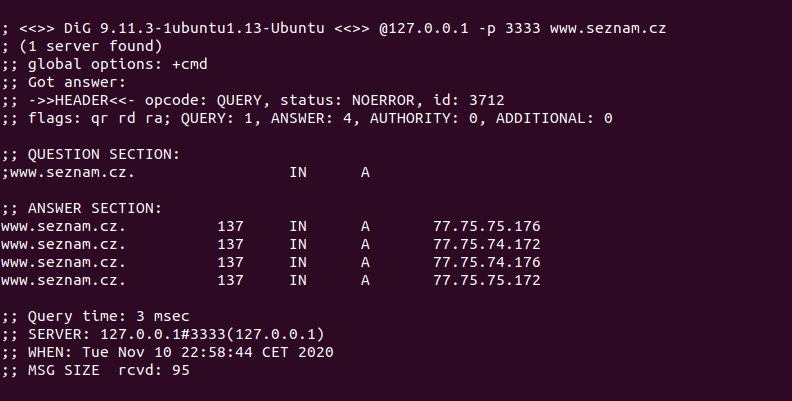 ; <<>> DiG 9.11.3-1ubuntu1.13-Ubuntu <<>> @127.0.0.1 -p 3333 www.seznam.cz
; (1 server found)
;; global options: +cmd
;; Got answer:
;; ->>HEADER<<- opcode: QUERY, status: NOERROR, id: 3712
;; flags: qr rd ra; QUERY: 1, ANSWER: 4, AUTHORITY: 0, ADDITIONAL: 0
;; QUESTION SECTION:
;www.seznam.cz. IN A
;; ANSWER SECTION:
www.seznam.cz. 137 IN A 77.75.75.176
www.seznam.cz. 137 IN A 77.75.74.172
www.seznam.cz. 137 IN A 77.75.74.176
www.seznam.cz. 137 IN A 77.75.75.172
;; Query time: 3 msec
;; SERVER: 127.0.0.1#3333(127.0.0.1)
;; WHEN: Tue Nov 10 22:58:44 CET 2020
;; MSG SIZE rcvd: 95